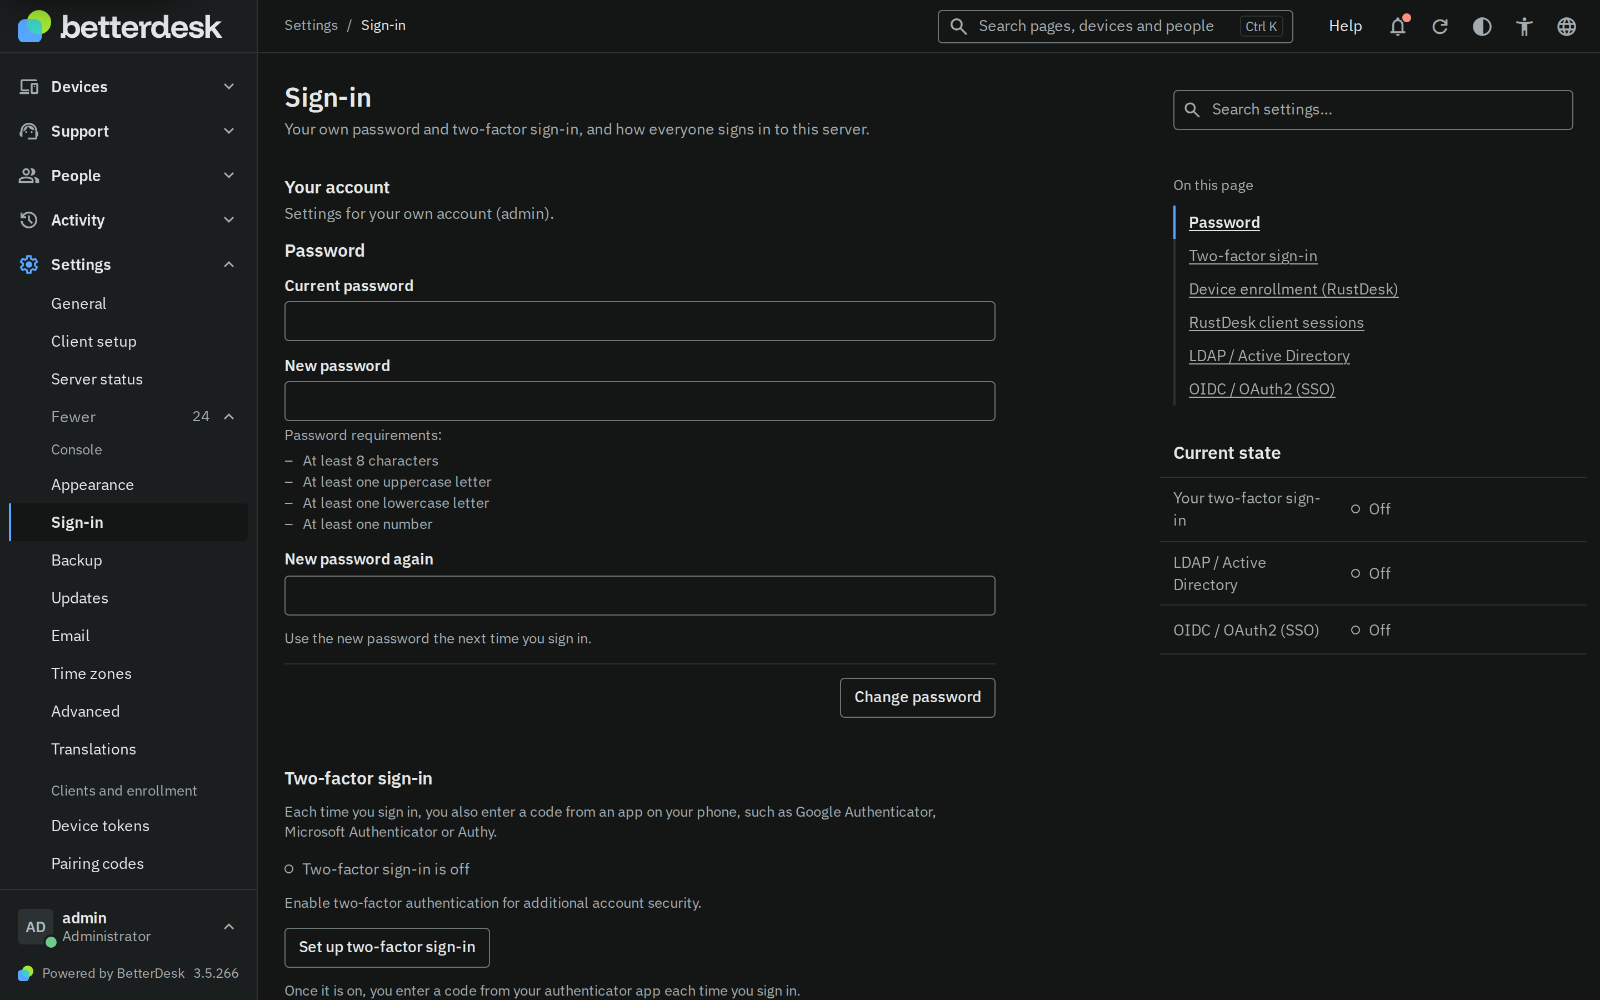 betterdesk
Settings / Sign-in
Search pages, devices and people
Ctrl K
Help
Devices
Support
People
Activity
Settings
General
Client setup
Server status
Fewer 24
Console
Appearance
Sign-in
Backup
Updates
Email
Time zones
Advanced
Translations
Clients and enrollment
Device tokens
Pairing codes
AD
admin
Administrator
Powered by BetterDesk 3.5.266
Sign-in
Your own password and two-factor sign-in, and how everyone signs in to this server.
Your account
Settings for your own account (admin).
Password
Current password
New password
Password requirements:
– At least 8 characters
– At least one uppercase letter
– At least one lowercase letter
– At least one number
New password again
Use the new password the next time you sign in.
Change password
Two-factor sign-in
Each time you sign in, you also enter a code from an app on your phone, such as Google Authenticator,
Microsoft Authenticator or Authy.
Two-factor sign-in is off
Enable two-factor authentication for additional account security.
Set up two-factor sign-in
Once it is on, you enter a code from your authenticator app each time you sign in.
Search settings...
On this page
Password
Two-factor sign-in
Device enrollment (RustDesk)
RustDesk client sessions
LDAP / Active Directory
OIDC / OAuth2 (SSO)
Current state
Your two-factor sign-
in
Off
LDAP / Active
Directory
Off
OIDC / OAuth2 (SSO)
Off